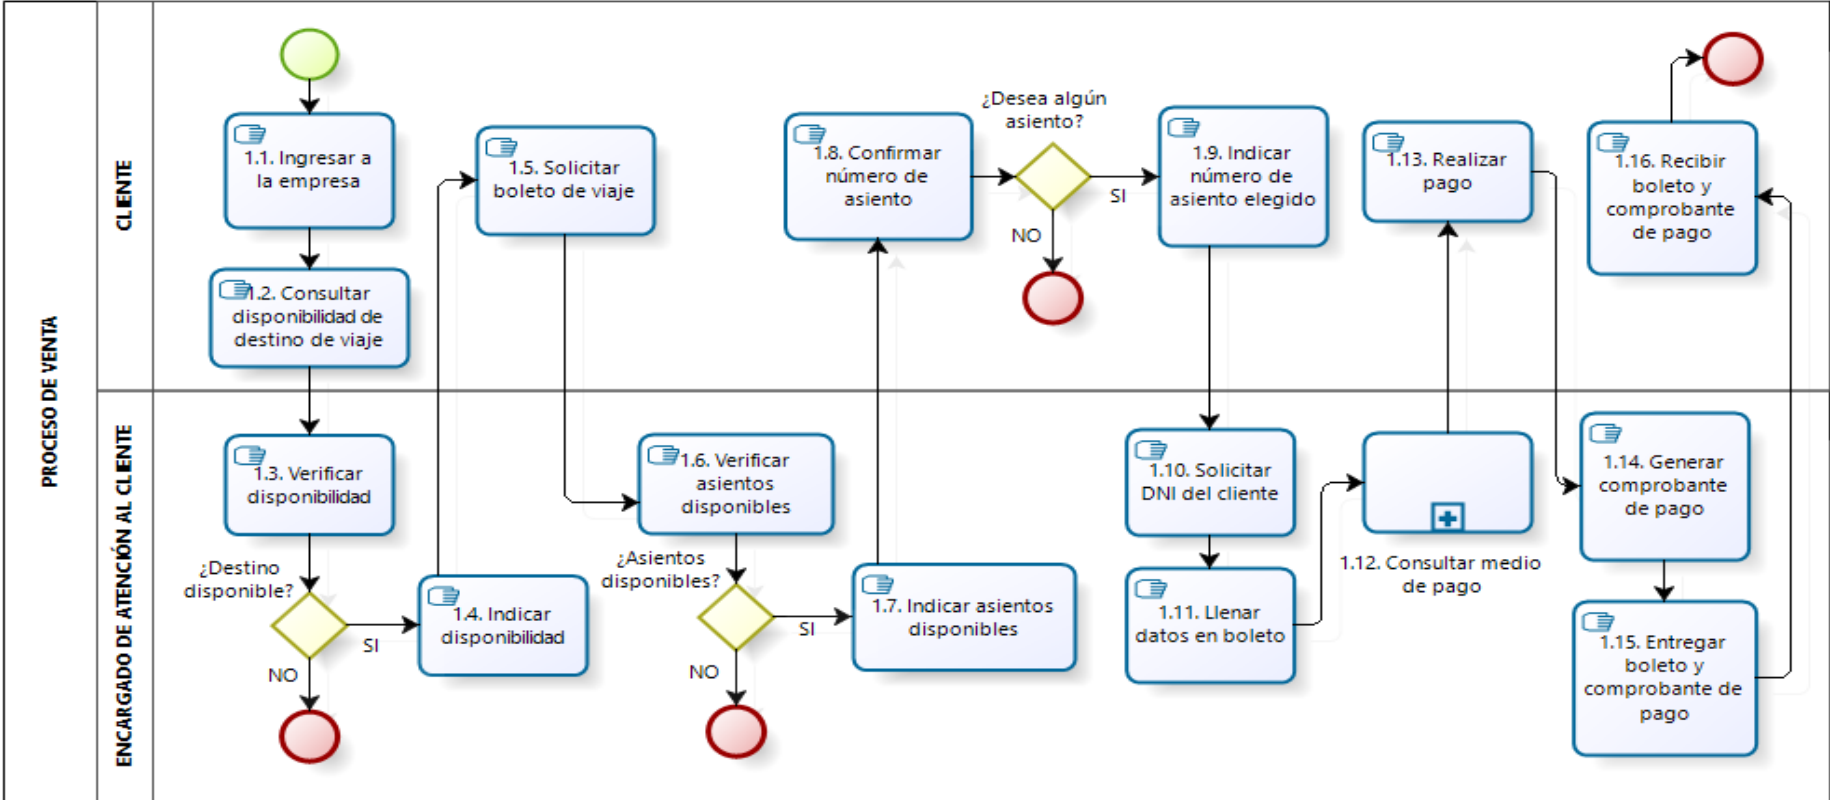 PROCESO DE VENTA
CLIENTE
1.1. Ingresar a
la empresa
1.2. Consultar
disponibilidad de
destino de viaje
1.5. Solicitar
boleto de viaje
1.8. Confirmar
número de
asiento
¿Desea algún
asiento?
SI
NO
1.9. Indicar
número de
asiento elegido
1.13. Realizar
pago
1.16. Recibir
boleto y
comprobante
de pago
ENCARGADO DE ATENCIÓN AL CLIENTE
1.3. Verificar
disponibilidad
¿Destino
disponible?
SI
NO
1.4. Indicar
disponibilidad
1.6. Verificar
asientos
disponibles
¿Asientos
disponibles?
SI
NO
1.7. Indicar asientos
disponibles
1.10. Solicitar
DNI del cliente
1.11. Llenar
datos en boleto
1.12. Consultar medio
de pago
1.14. Generar
comprobante
de pago
1.15. Entregar
boleto y
comprobante de
pago